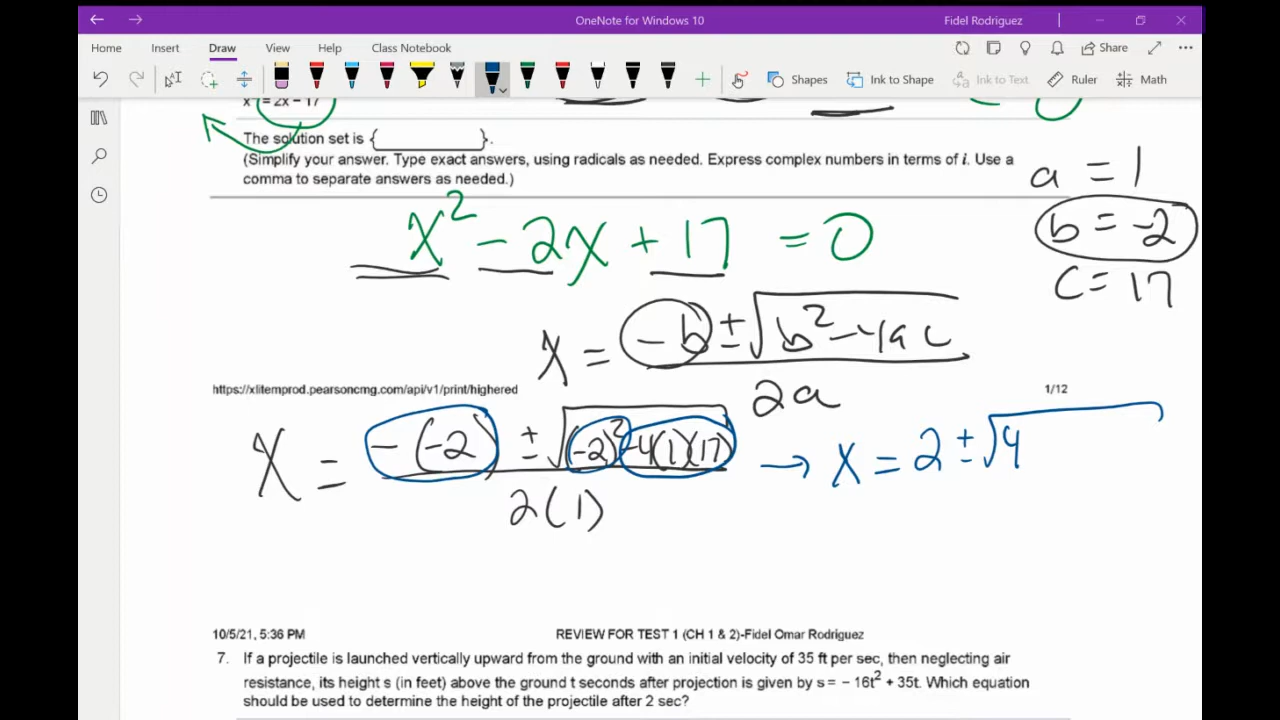 OneNote for Windows 10
Fidel Rodriguez
Home Insert Draw View Help Class Notebook Share
Shapes Ink to Shape Ink to Text Ruler Math
= 2x − 17
The solution set is { }.
(Simplify your answer. Type exact answers, using radicals as needed. Express complex numbers in terms of i. Use a
comma to separate answers as needed.)
a = 1
x² − 2x + 17 = 0
b = -2
c = 17
x = -b ± √b² − 4ac
2a
https://xlitemprod.pearsoncmg.com/api/v1/print/highered 1/12
x = -(-2) ± √(-2)² -4(1)(17) → x = 2 ± √4
2(1)
10/5/21, 5:36 PM REVIEW FOR TEST 1 (CH 1 & 2)-Fidel Omar Rodriguez
7. If a projectile is launched vertically upward from the ground with an initial velocity of 35 ft per sec, then neglecting air
resistance, its height s (in feet) above the ground t seconds after projection is given by s = − 16t² + 35t. Which equation
should be used to determine the height of the projectile after 2 sec?